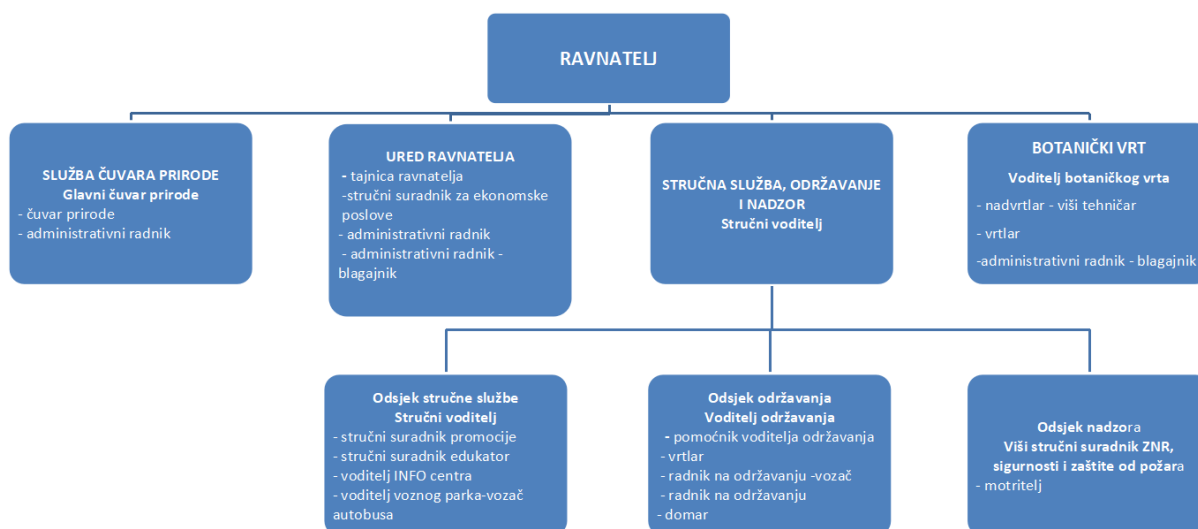 RAVNATELJ
SLUŽBA ČUVARA PRIRODE
Glavni čuvar prirode
- čuvar prirode
- administrativni radnik
URED RAVNATELJA
- tajnica ravnatelja
-stručni suradnik za ekonomske
poslove
- administrativni radnik
- administrativni radnik -
blagajnik
STRUČNA SLUŽBA, ODRŽAVANJE
I NADZOR
Stručni voditelj
BOTANIČKI VRT
Voditelj botaničkog vrta
- nadvrtlar - viši tehničar
- vrtlar
-administrativni radnik - blagajnik
Odsjek stručne službe
Stručni voditelj
- stručni suradnik promocije
- stručni suradnik edukator
- voditelj INFO centra
- voditelj voznog parka-vozač
autobusa
Odsjek održavanja
Voditelj održavanja
- pomoćnik voditelja održavanja
- vrtlar
- radnik na održavanju -vozač
- radnik na održavanju
- domar
Odsjek nadzora
Viši stručni suradnik ZNR,
sigurnosti i zaštite od požara
- motritelj